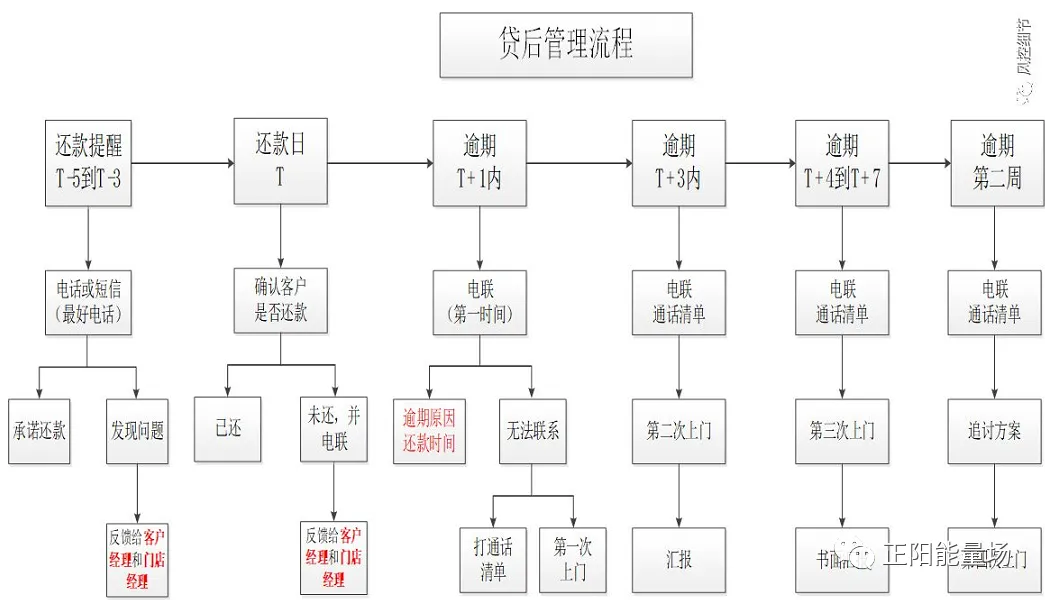 贷后管理流程
风控细节
还款提醒
T-5到T-3
还款日
T
逾期
T+1内
逾期
T+3内
逾期
T+4到T+7
逾期
第二周
电话或短信
（最好电话）
确认客户
是否还款
电联
（第一时间）
电联
通话清单
电联
通话清单
电联
通话清单
承诺还款
发现问题
已还
未还，并
电联
逾期原因
还款时间
无法联系
第二次上门
第三次上门
追讨方案
反馈给客户
经理和门店
经理
反馈给客户
经理和门店
经理
打通话
清单
第一次
上门
汇报
书面
上门
正阳能量场